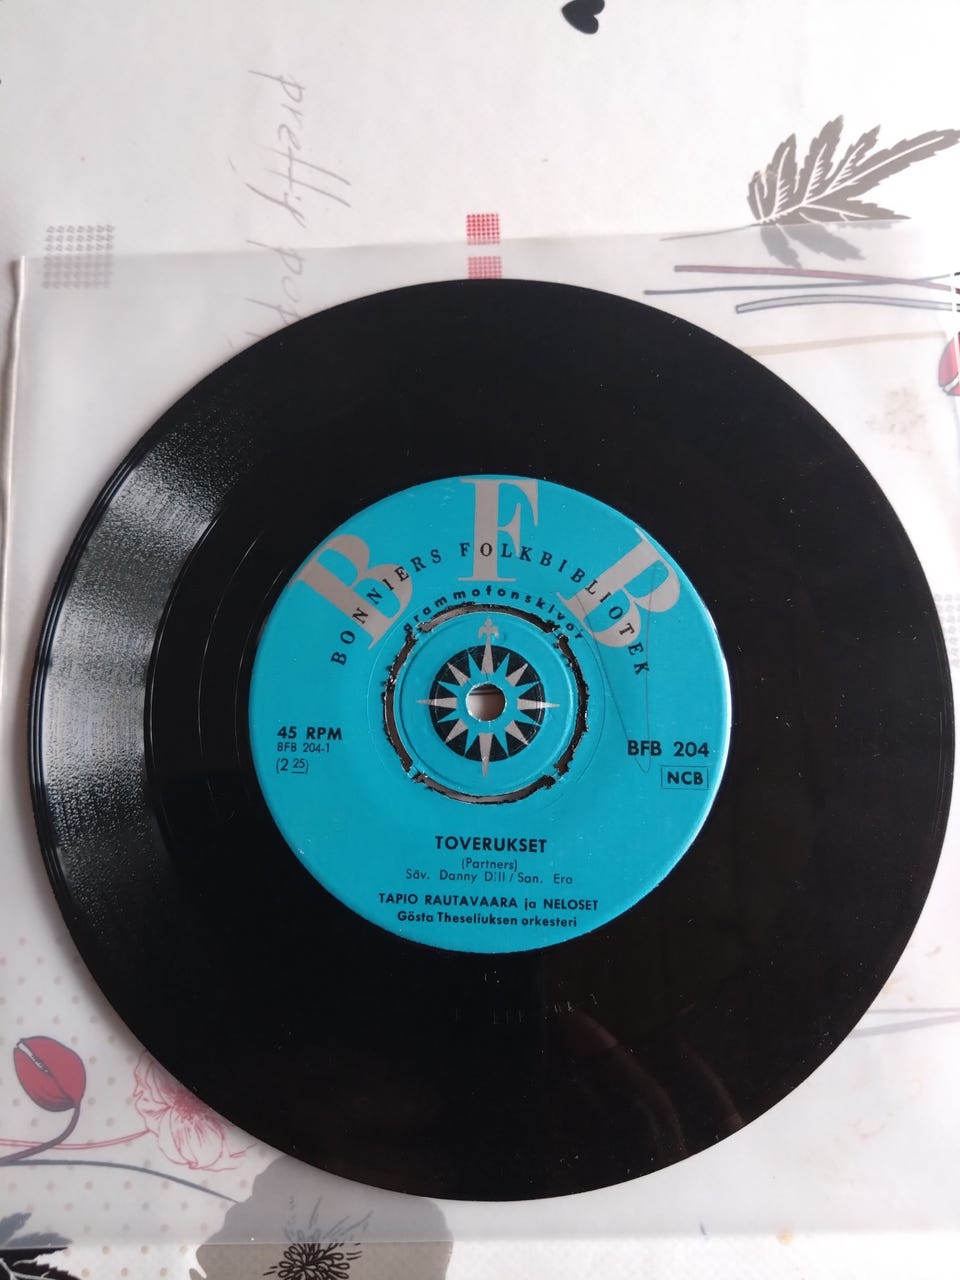 pretty pop
BFB
BONNIERS FOLKBIBLIOTEK
grammofonskivor
45 RPM
BFB 204-1
(2 25)
BFB 204
NCB
TOVERUKSET
(Partners)
Säv. Danny Dill / San. Era
TAPIO RAUTAVAARA ja NELOSET
Gösta Theseliuksen orkesteri